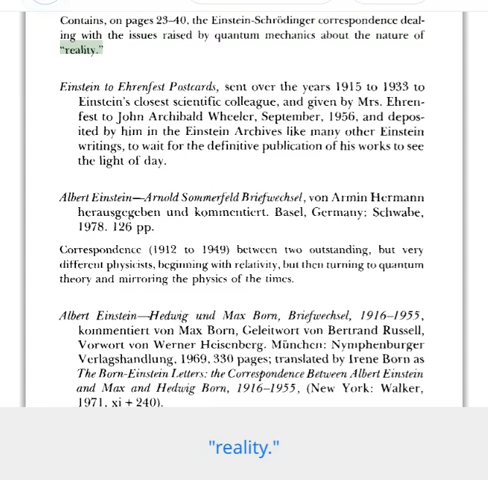 Contains, on pages 23–40, the Einstein-Schrödinger correspondence deal-
ing with the issues raised by quantum mechanics about the nature of
“reality.”
Einstein to Ehrenfest Postcards, sent over the years 1915 to 1933 to
Einstein's closest scientific colleague, and given by Mrs. Ehren-
fest to John Archibald Wheeler, September, 1956, and depos-
ited by him in the Einstein Archives like many other Einstein
writings, to wait for the definitive publication of his works to see
the light of day.
Albert Einstein—Arnold Sommerfeld Briefwechsel, von Armin Hermann
herausgegeben und kommentiert. Basel, Germany: Schwabe,
1978. 126 pp.
Correspondence (1912 to 1949) between two outstanding, but very
different physicists, beginning with relativity, but then turning to quantum
theory and mirroring the physics of the times.
Albert Einstein—Hedwig und Max Born, Briefwechsel, 1916–1955,
kommentiert von Max Born, Geleitwort von Bertrand Russell,
Vorwort von Werner Heisenberg. München: Nymphenburger
Verlagshandlung, 1969, 330 pages; translated by Irene Born as
The Born-Einstein Letters: the Correspondence Between Albert Einstein
and Max and Hedwig Born, 1916–1955, (New York: Walker,
1971, xi + 240).
"reality."